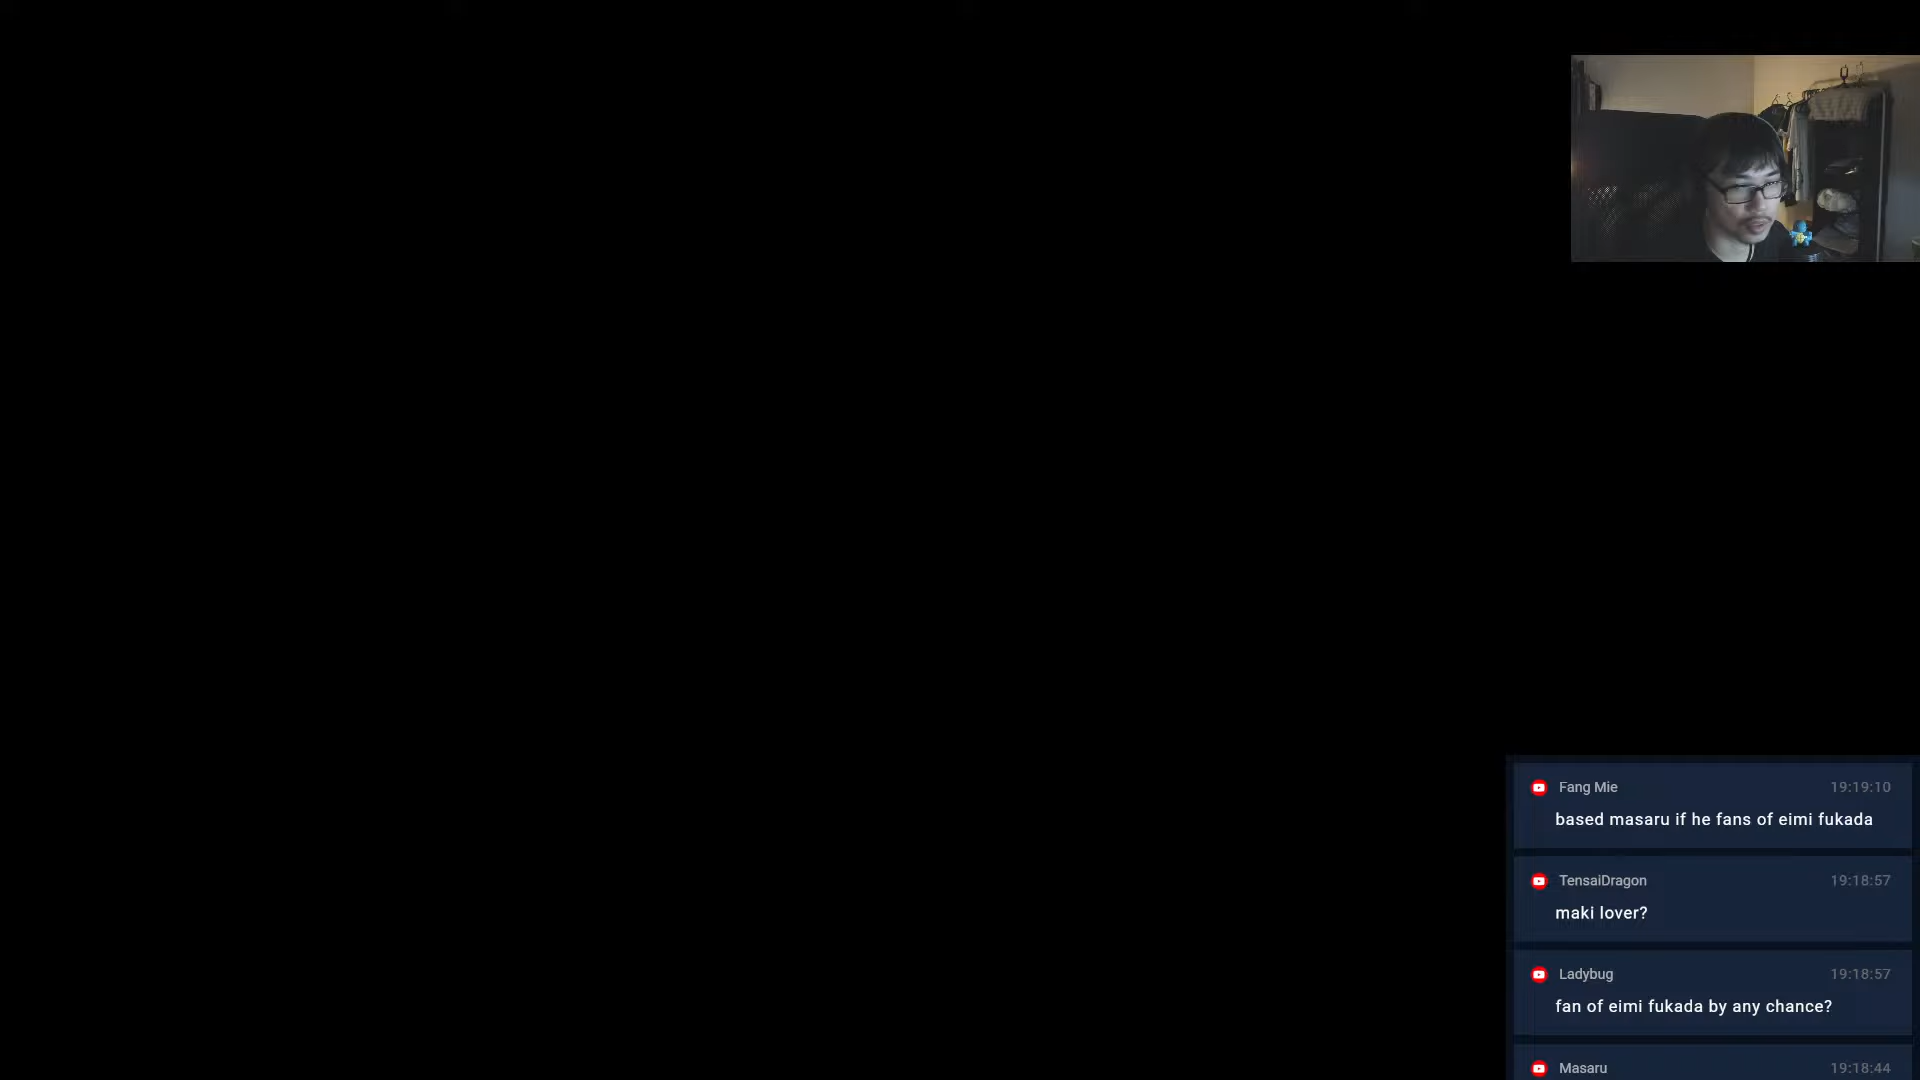 Fang Mie 19:19:10
based masaru if he fans of eimi fukada
TensaiDragon 19:18:57
maki lover?
Ladybug 19:18:57
fan of eimi fukada by any chance?
Masaru 19:18:44